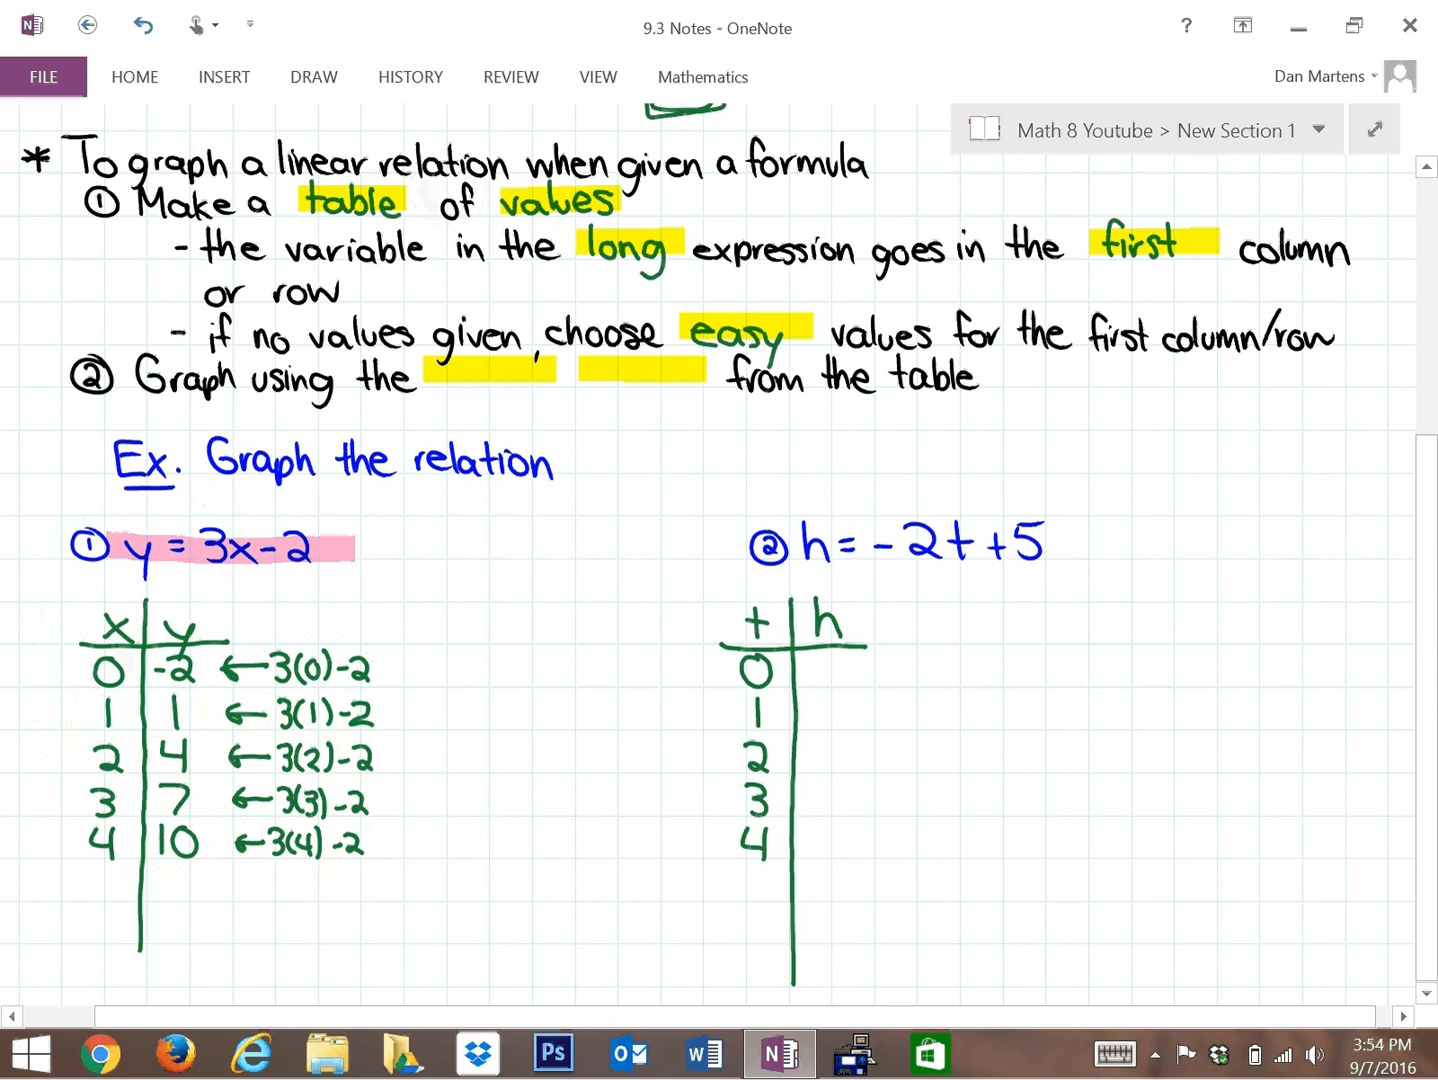 9.3 Notes - OneNote
?
FILE HOME INSERT DRAW HISTORY REVIEW VIEW Mathematics
Dan Martens
Math 8 Youtube > New Section 1
* To graph a linear relation when given a formula
① Make a table of values
- the variable in the long expression goes in the first column
or row
- if no values given, choose easy values for the first column/row
② Graph using the from the table
Ex. Graph the relation
① y = 3x - 2
② h = -2t + 5
x y
0 -2 ← 3(0) - 2
1 1 ← 3(1) - 2
2 4 ← 3(2) - 2
3 7 ← 3(3) - 2
4 10 ← 3(4) - 2
t h
0
1
2
3
4
Ps
3:54 PM
9/7/2016